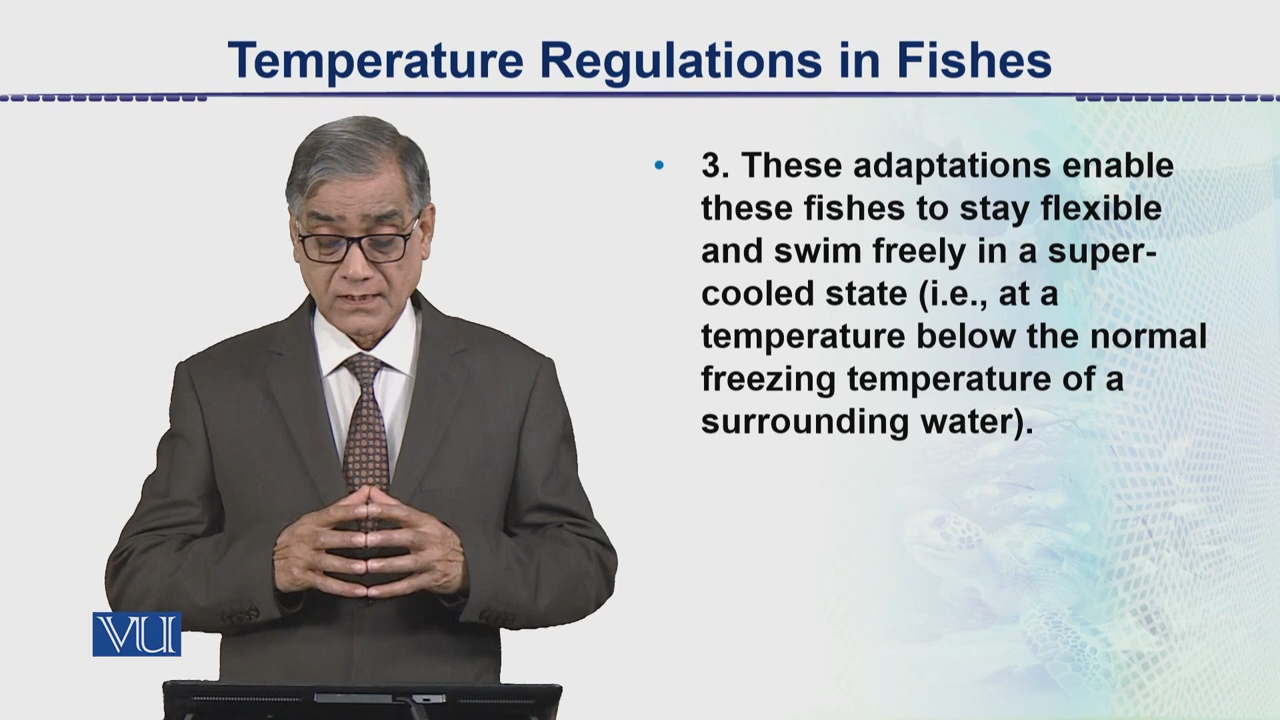 Temperature Regulations in Fishes
• 3. These adaptations enable
these fishes to stay flexible
and swim freely in a super-
cooled state (i.e., at a
temperature below the normal
freezing temperature of a
surrounding water).
VU